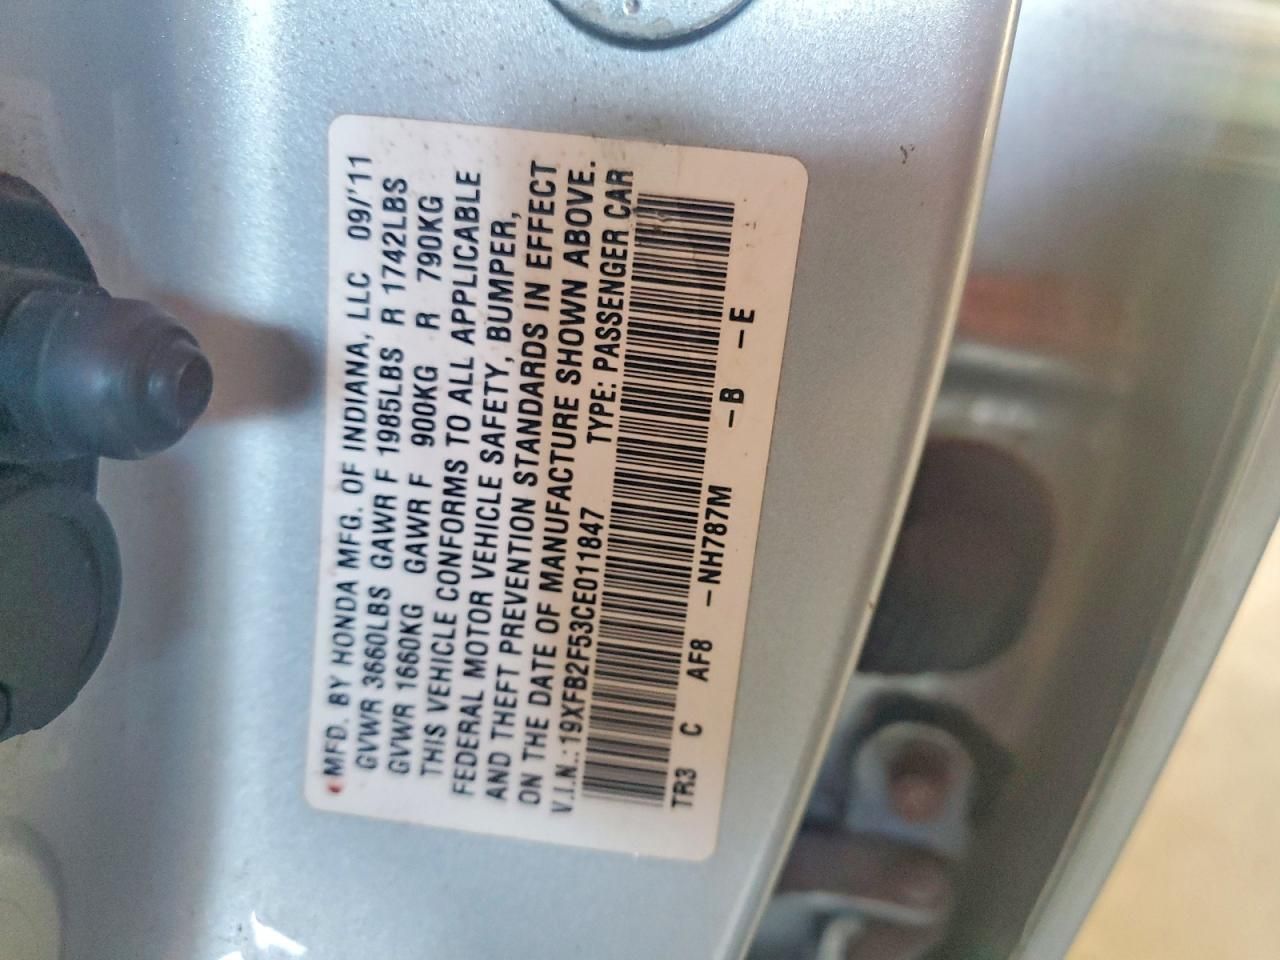 MFD. BY HONDA MFG. OF INDIANA, LLC 09/'11
GVWR 3660LBS GAWR F 1985LBS R 1742LBS
GVWR 1660KG GAWR F 900KG R 790KG
THIS VEHICLE CONFORMS TO ALL APPLICABLE
FEDERAL MOTOR VEHICLE SAFETY, BUMPER,
AND THEFT PREVENTION STANDARDS IN EFFECT
ON THE DATE OF MANUFACTURE SHOWN ABOVE.
V.I.N.: 19XFB2F53CE011847 TYPE: PASSENGER CAR
TR3 C AF8 -NH787M -B -E